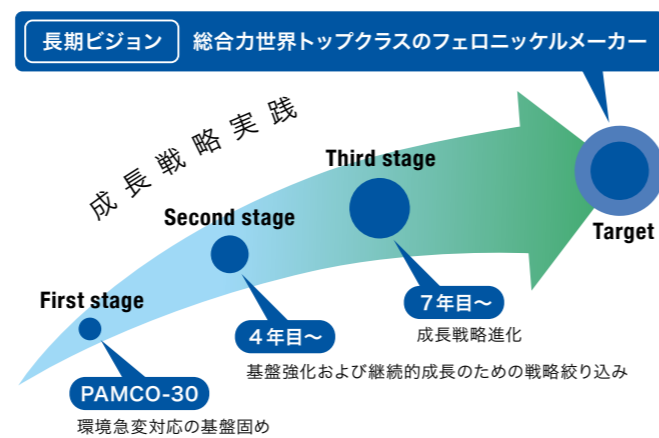 長期ビジョン 総合力世界トップクラスのフェロニッケルメーカー
成長戦略実践
Third stage
Second stage
Target
First stage
7年目～
成長戦略進化
4年目～
基盤強化および継続的成長のための戦略絞り込み
PAMCO-30
環境急変対応の基盤固め